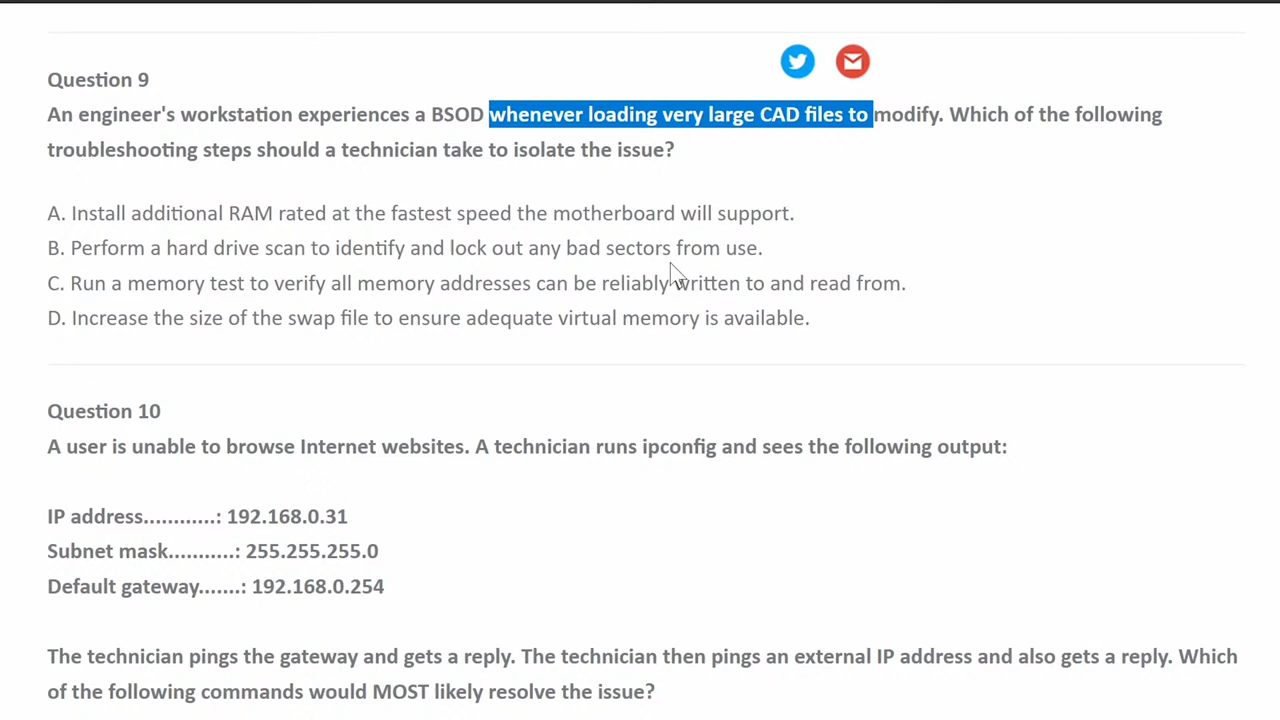 Question 9
An engineer's workstation experiences a BSOD whenever loading very large CAD files to modify. Which of the following
troubleshooting steps should a technician take to isolate the issue?
A. Install additional RAM rated at the fastest speed the motherboard will support.
B. Perform a hard drive scan to identify and lock out any bad sectors from use.
C. Run a memory test to verify all memory addresses can be reliably written to and read from.
D. Increase the size of the swap file to ensure adequate virtual memory is available.
Question 10
A user is unable to browse Internet websites. A technician runs ipconfig and sees the following output:
IP address............: 192.168.0.31
Subnet mask...........: 255.255.255.0
Default gateway.......: 192.168.0.254
The technician pings the gateway and gets a reply. The technician then pings an external IP address and also gets a reply. Which
of the following commands would MOST likely resolve the issue?